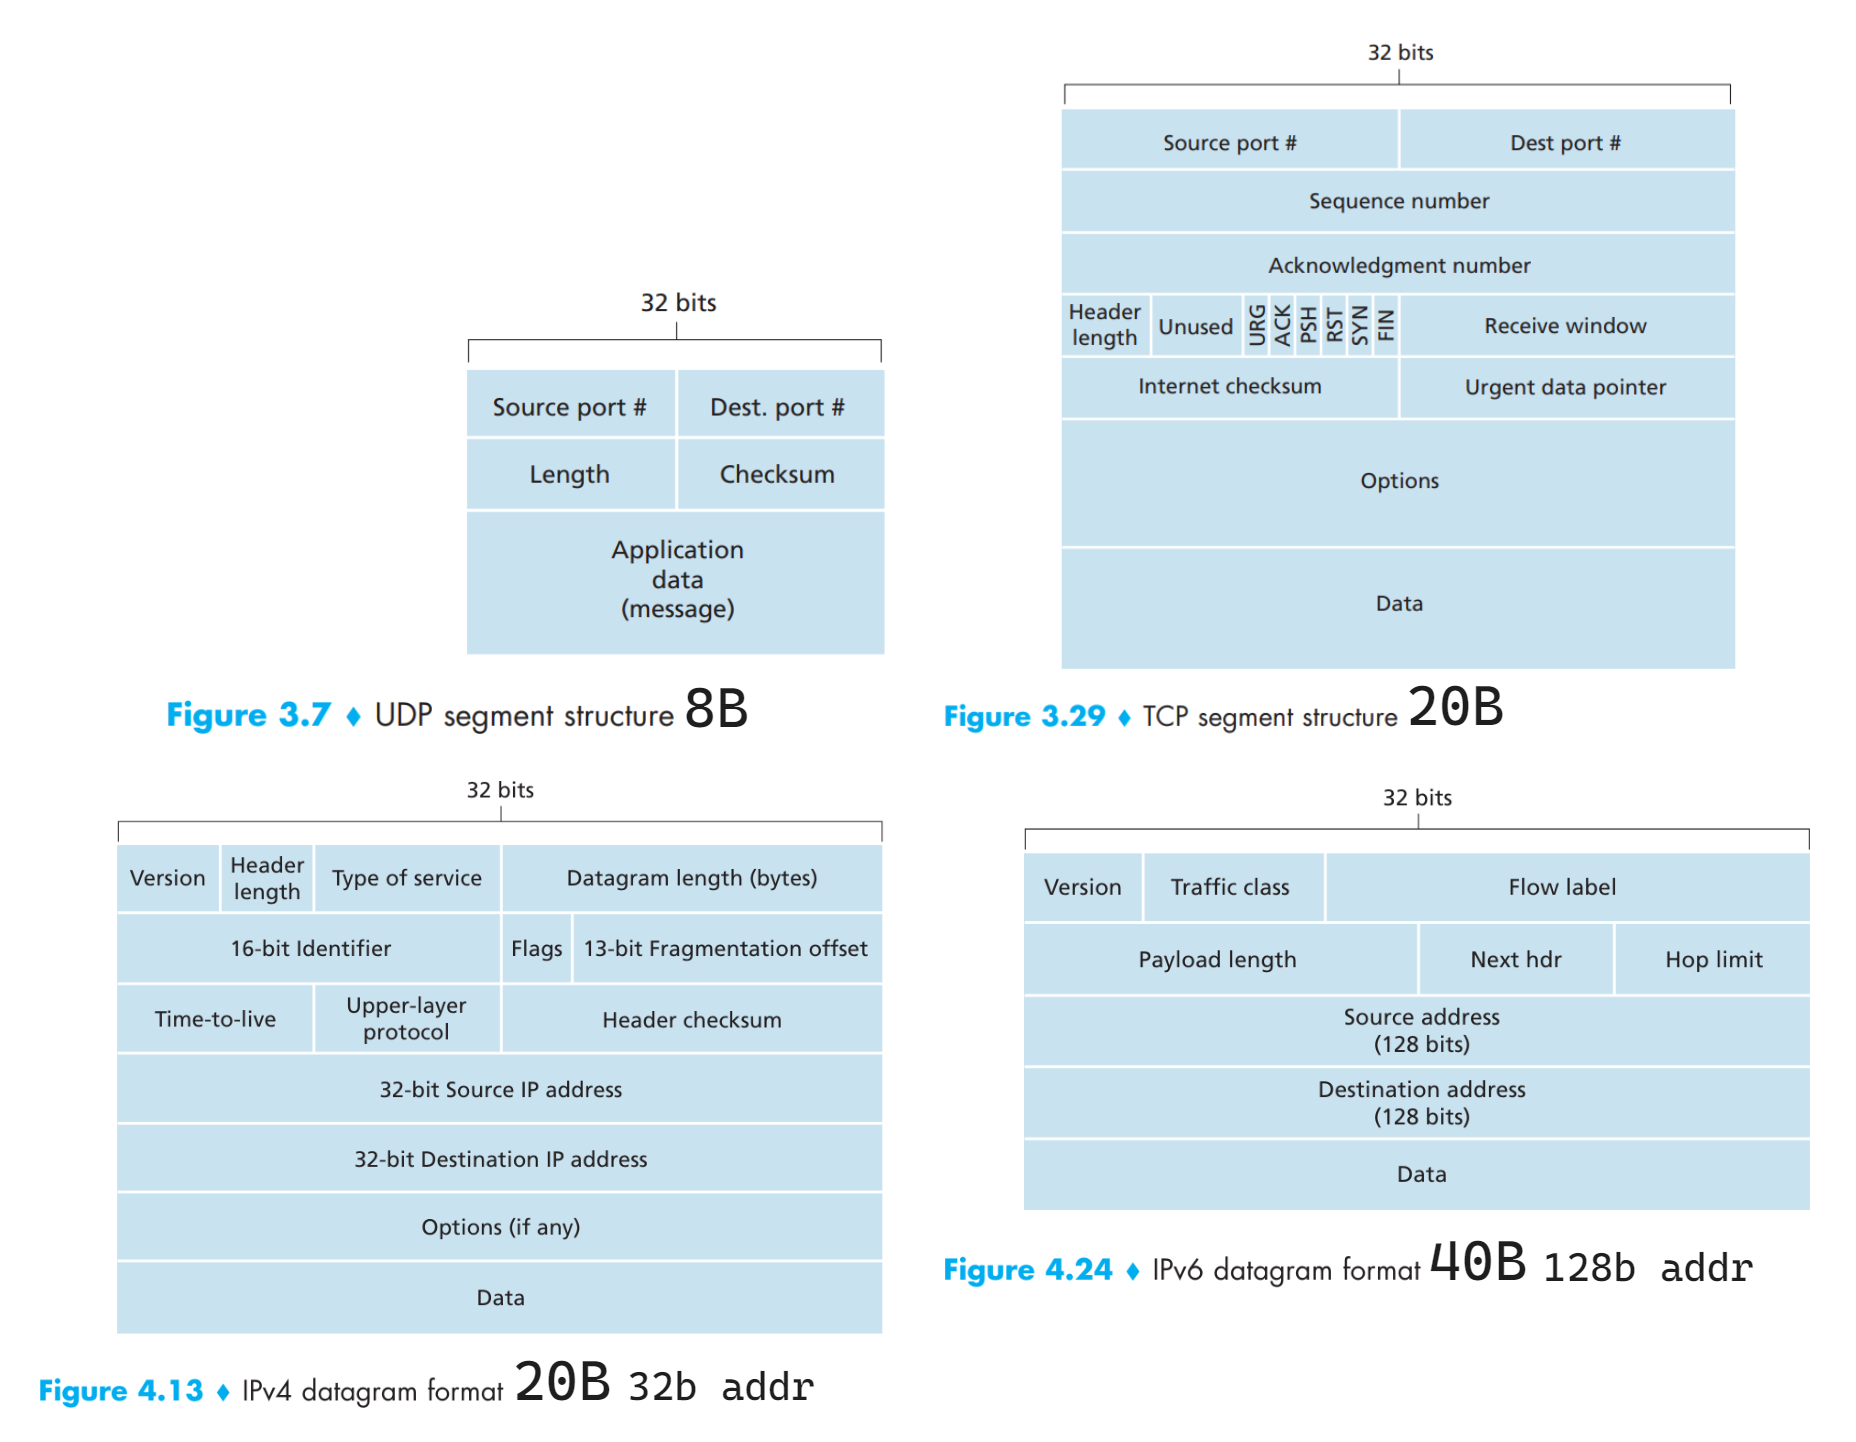 32 bits
Source port # Dest. port #
Length Checksum
Application
data
(message)
Figure 3.7 ♦ UDP segment structure 8B
32 bits
Source port # Dest port #
Sequence number
Acknowledgment number
Header
length
Unused URG ACK PSH RST SYN FIN Receive window
Internet checksum Urgent data pointer
Options
Data
Figure 3.29 ♦ TCP segment structure 20B
32 bits
Version Header
length
Type of service Datagram length (bytes)
16-bit Identifier Flags 13-bit Fragmentation offset
Time-to-live Upper-layer
protocol
Header checksum
32-bit Source IP address
32-bit Destination IP address
Options (if any)
Data
Figure 4.13 ♦ IPv4 datagram format 20B 32b addr
32 bits
Version Traffic class Flow label
Payload length Next hdr Hop limit
Source address
(128 bits)
Destination address
(128 bits)
Data
Figure 4.24 ♦ IPv6 datagram format 40B 128b addr